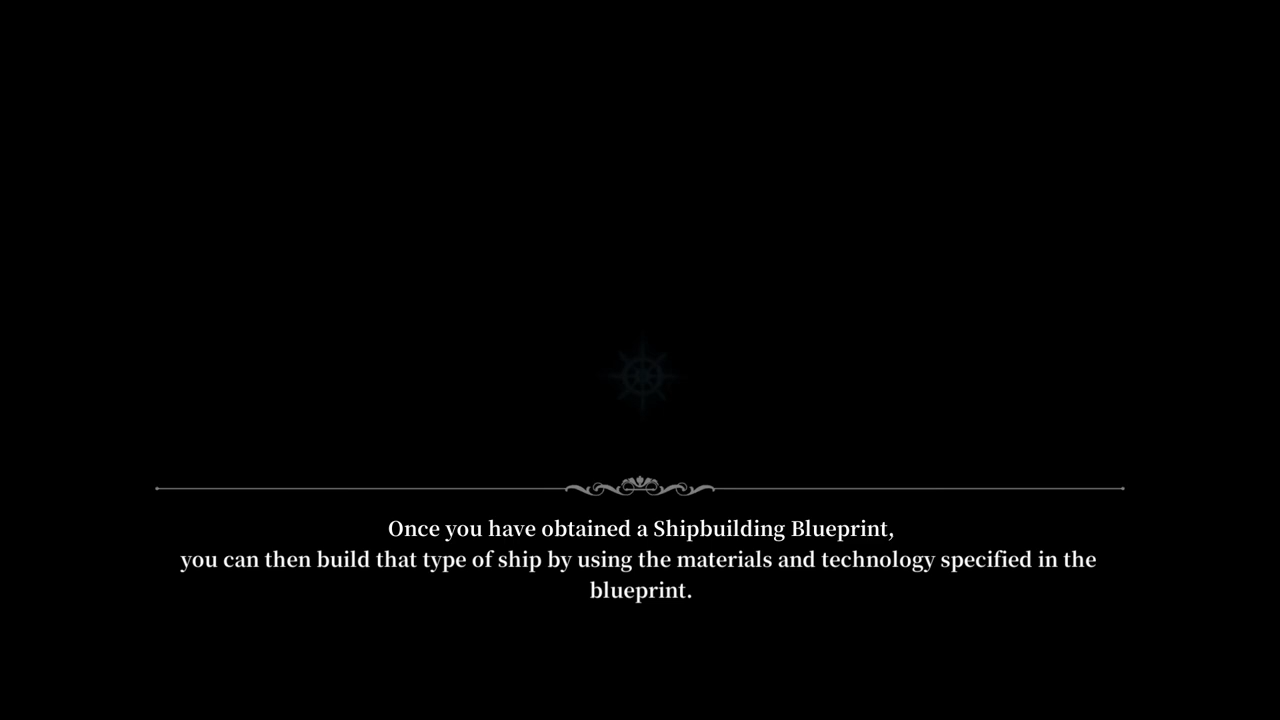 Once you have obtained a Shipbuilding Blueprint,
you can then build that type of ship by using the materials and technology specified in the
blueprint.